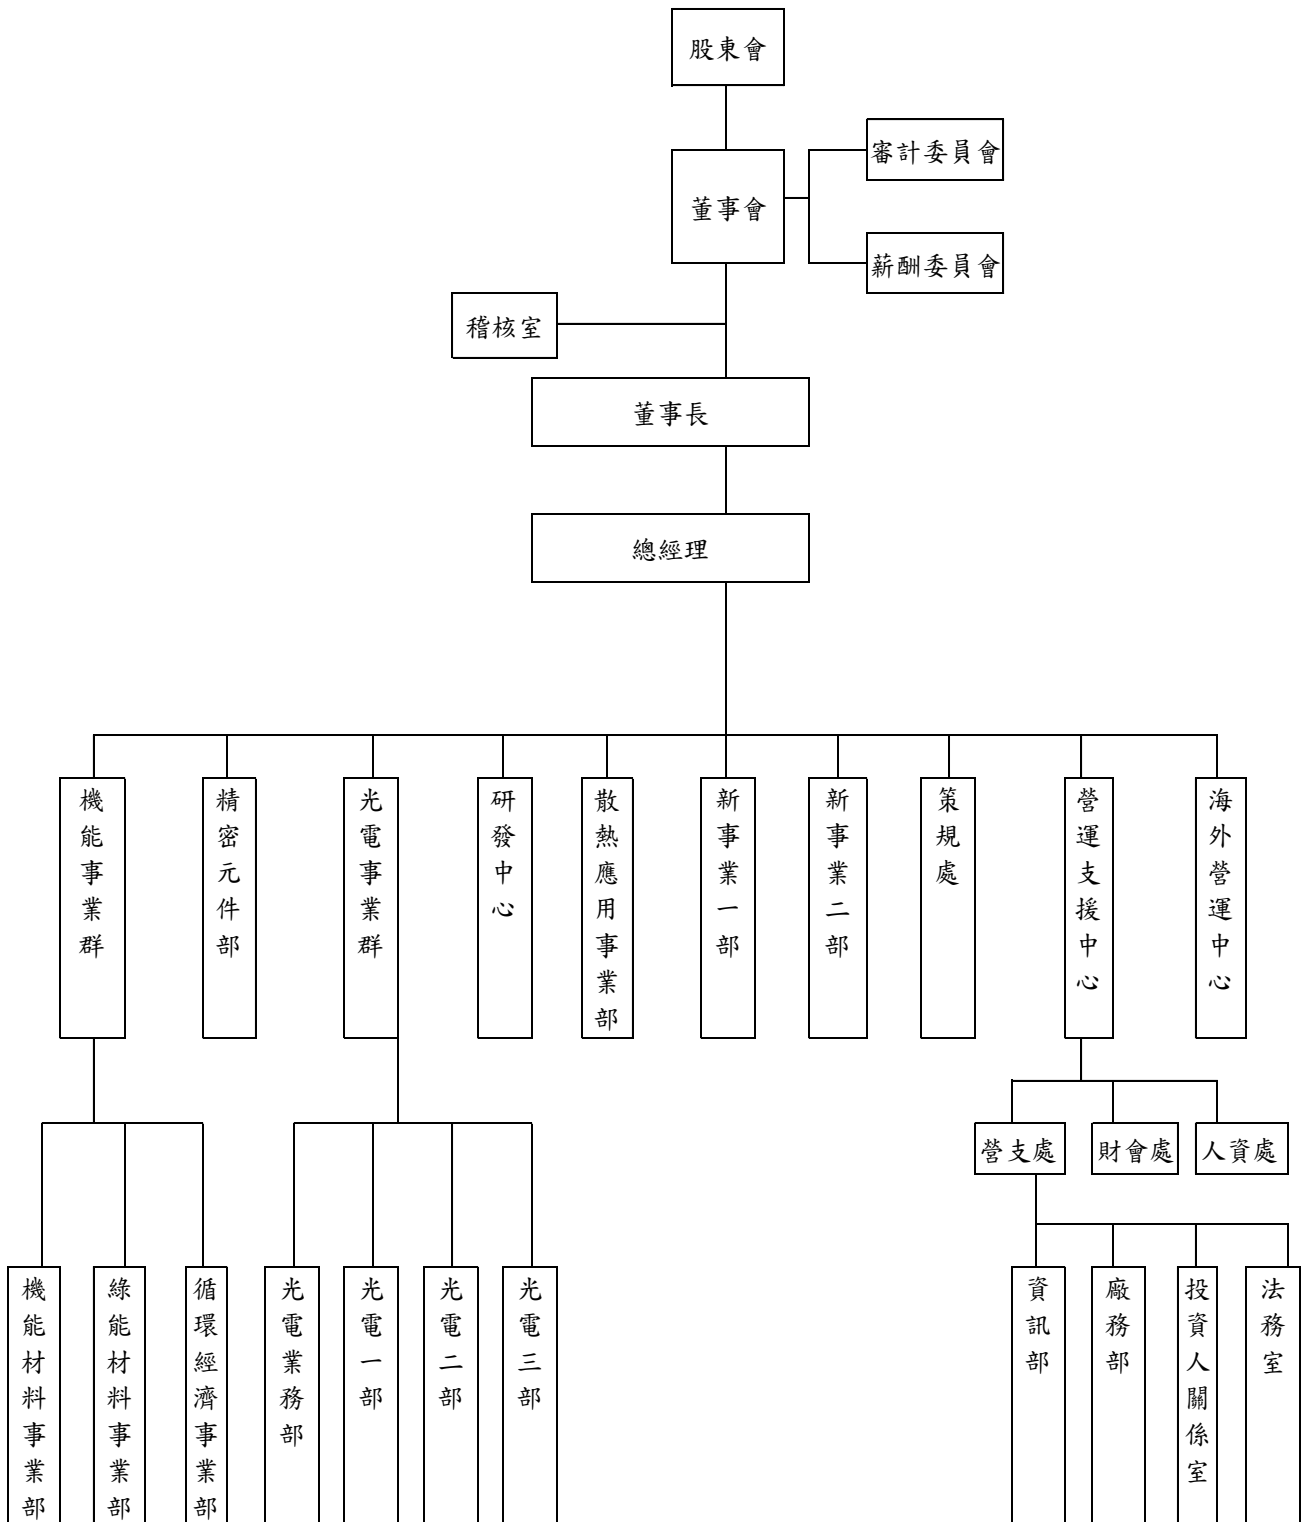 股東會
審計委員會
董事會
薪酬委員會
稽核室
董事長
總經理
機能事業群
精密元件部
光電事業群
研發中心
散熱應用事業部
新事業一部
新事業二部
策規處
營運支援中心
海外營運中心
營支處
財會處
人資處
機能材料事業部
綠能材料事業部
循環經濟事業部
光電業務部
光電一部
光電二部
光電三部
資訊部
廠務部
投資人關係室
法務室